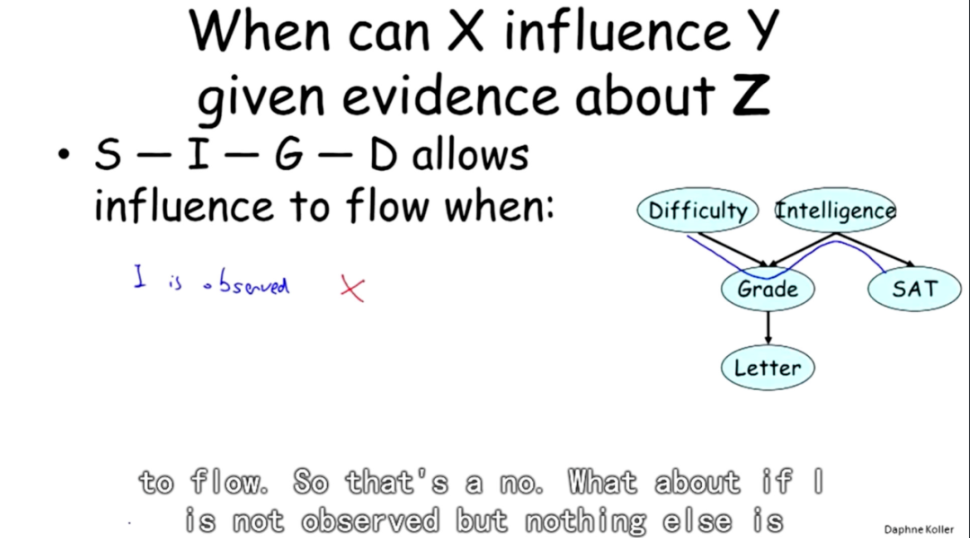 When can X influence Y
given evidence about Z
• S — I — G — D allows
influence to flow when:
I is observed X
Difficulty
Intelligence
Grade
SAT
Letter
to flow. So that's a no. What about if I
is not observed but nothing else is
Daphne Koller